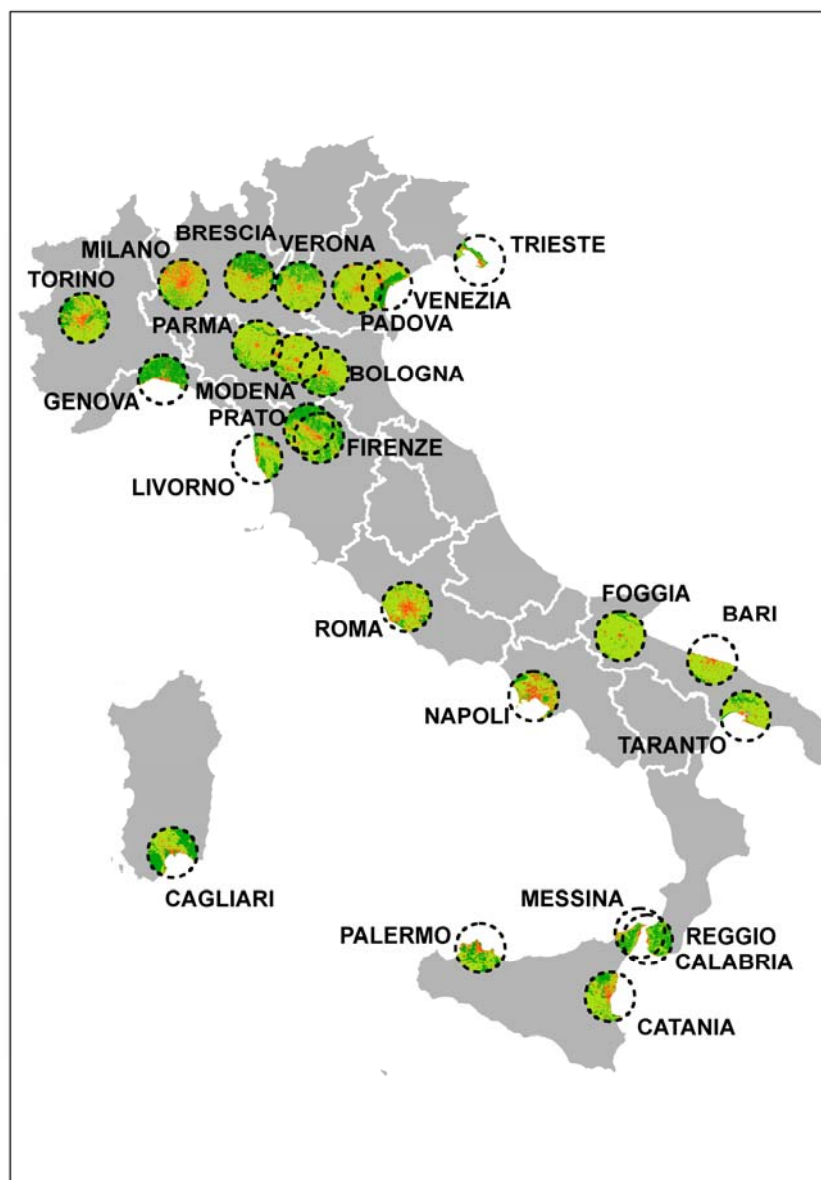 BRESCIA
VERONA
TRIESTE
MILANO
TORINO
VENEZIA
PADOVA
PARMA
BOLOGNA
GENOVA
MODENA
PRATO
FIRENZE
LIVORNO
FOGGIA
BARI
ROMA
NAPOLI
TARANTO
CAGLIARI
MESSINA
PALERMO
REGGIO
CALABRIA
CATANIA